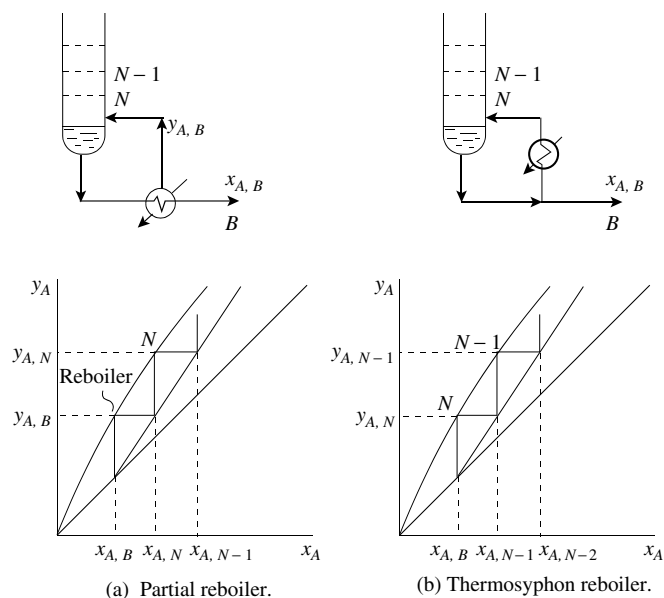 N − 1
N
y_{A, B}
x_{A, B}
B
N − 1
N
x_{A, B}
B
y_A
N
y_{A, N}
Reboiler
y_{A, B}
x_{A, B}
x_{A, N}
x_{A, N−1}
x_A
(a) Partial reboiler.
y_A
N − 1
y_{A, N−1}
N
y_{A, N}
x_{A, B}
x_{A, N−1}
x_{A, N−2}
x_A
(b) Thermosyphon reboiler.